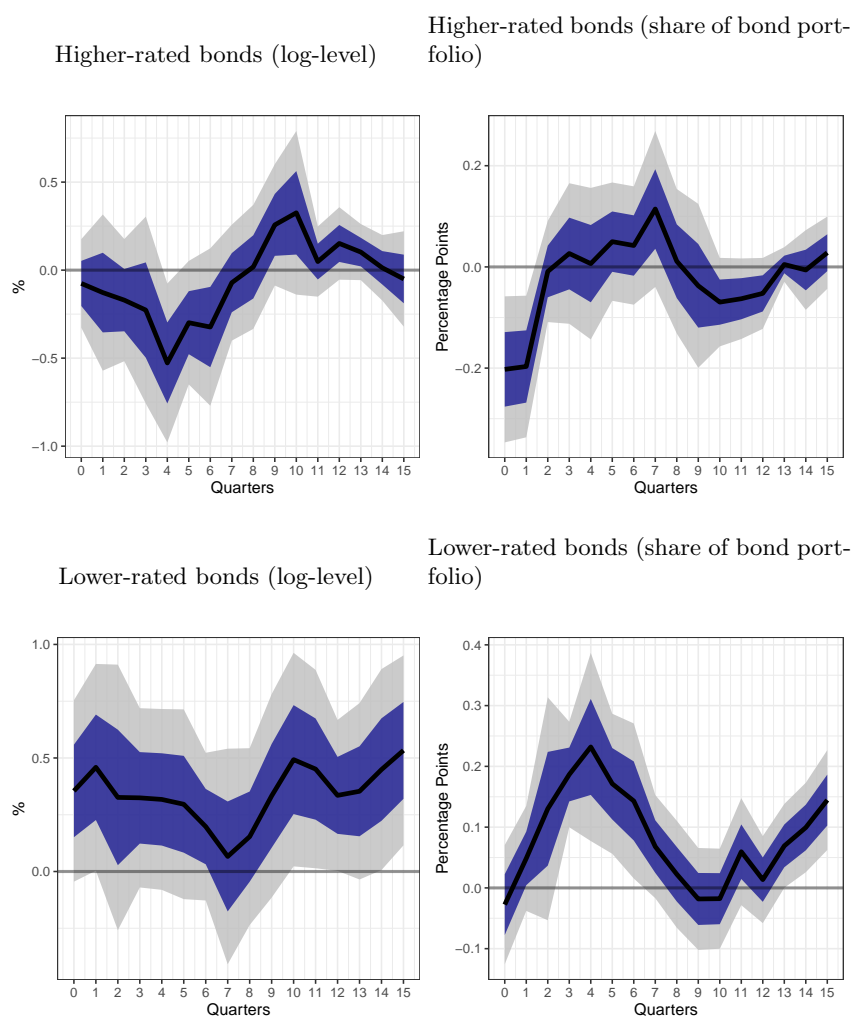 Higher-rated bonds (log-level)
Higher-rated bonds (share of bond port-
folio)
0.5
0.0
−0.5
−1.0
%
0 1 2 3 4 5 6 7 8 9 10 11 12 13 14 15
Quarters
0.2
0.0
−0.2
Percentage Points
0 1 2 3 4 5 6 7 8 9 10 11 12 13 14 15
Quarters
Lower-rated bonds (log-level)
Lower-rated bonds (share of bond port-
folio)
1.0
0.5
0.0
%
0 1 2 3 4 5 6 7 8 9 10 11 12 13 14 15
Quarters
0.4
0.3
0.2
0.1
0.0
−0.1
Percentage Points
0 1 2 3 4 5 6 7 8 9 10 11 12 13 14 15
Quarters